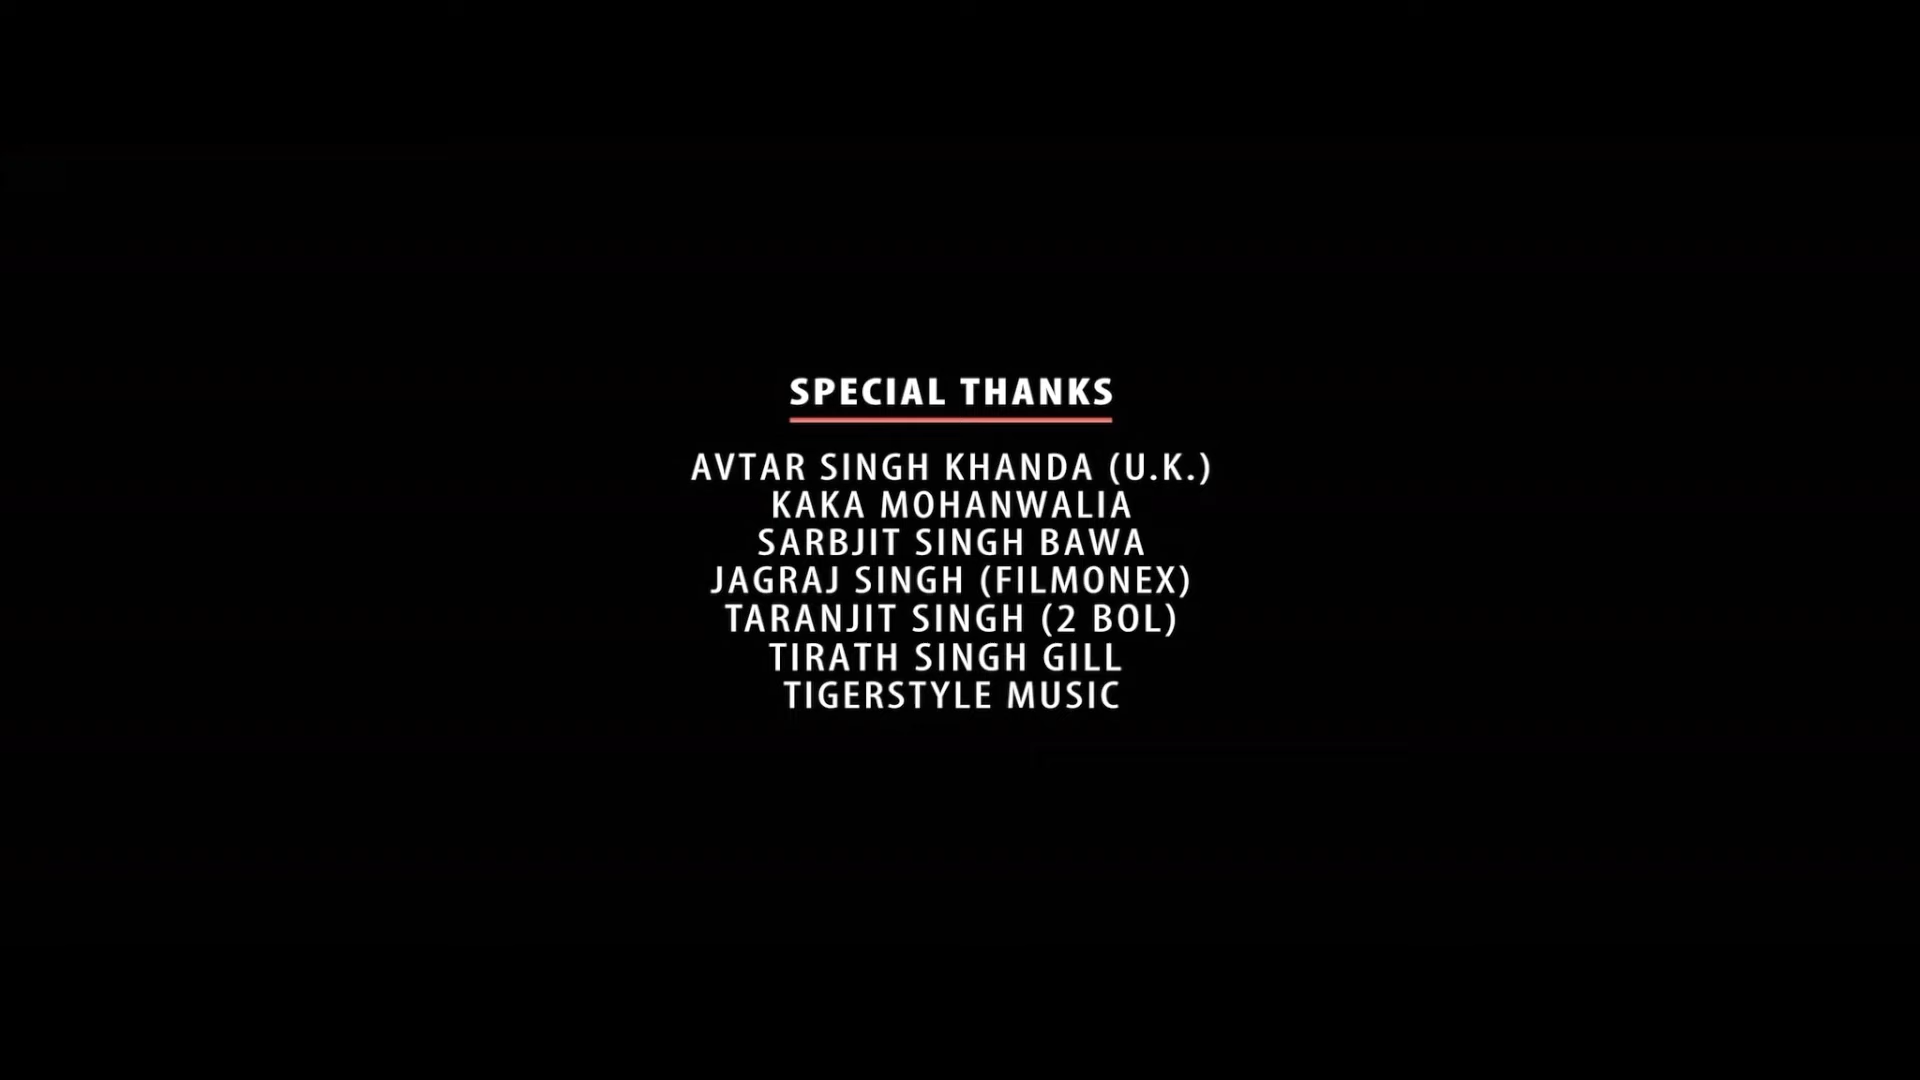 SPECIAL THANKS
AVTAR SINGH KHANDA (U.K.)
KAKA MOHANWALIA
SARBJIT SINGH BAWA
JAGRAJ SINGH (FILMONEX)
TARANJIT SINGH (2 BOL)
TIRATH SINGH GILL
TIGERSTYLE MUSIC